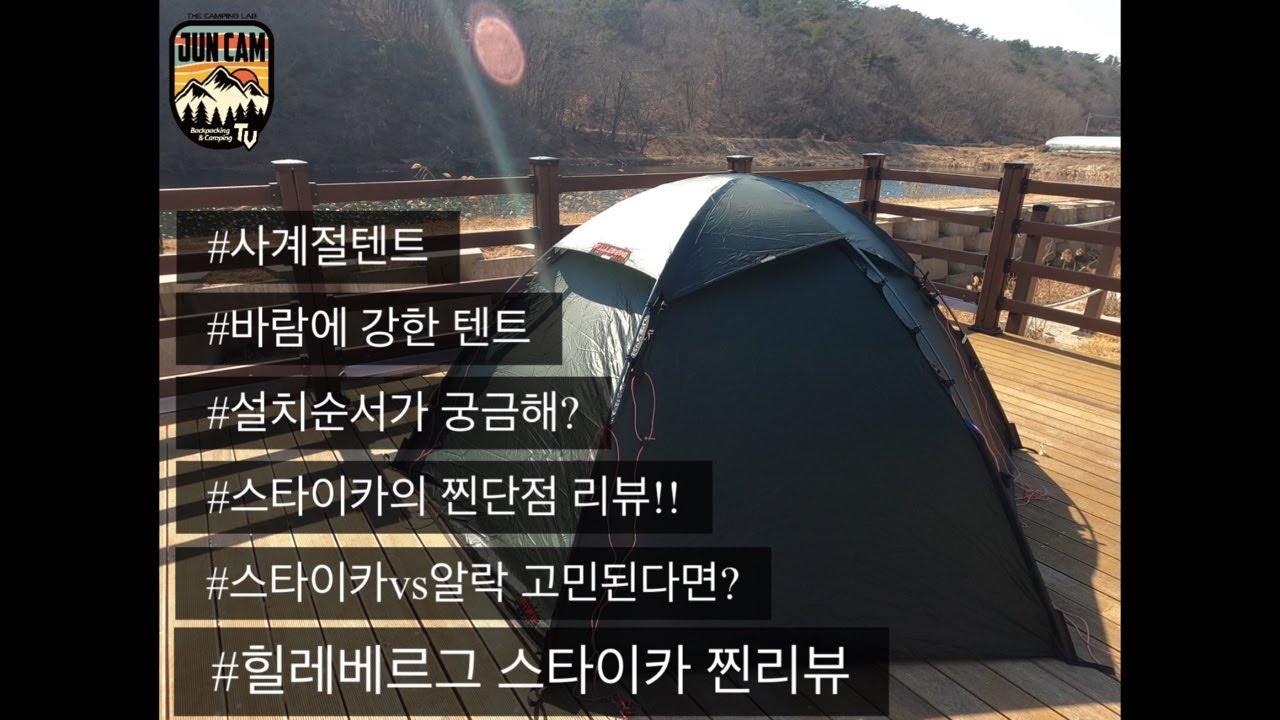 THE CAMPING LAB
JUN CAM
Backpacking
& Camping
TV
#사계절텐트
#바람에 강한 텐트
#설치순서가 궁금해?
#스타이카의 찐단점 리뷰!!
#스타이카vs알락 고민된다면?
#힐레베르그 스타이카 찐리뷰